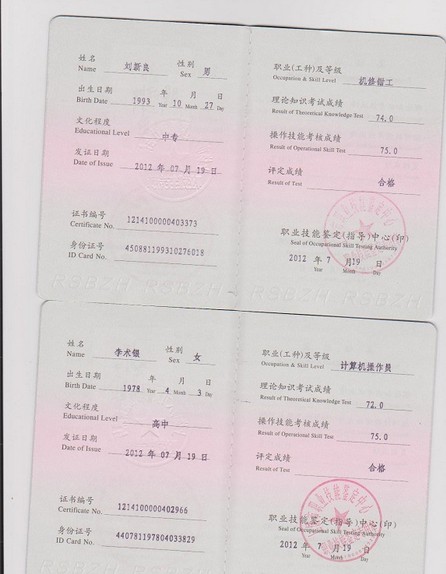 姓名 刘新良 性别 男
Name Sex
出生日期 年 月 日
Birth Date 1993 Year 10 Month 27 Day
文化程度
Educational Level 中专
发证日期
Date of Issue 2012 年 07 月 19 日
证书编号
Certificate No. 1214100000403373
身份证号
ID Card No. 450881199310276018
职业(工种)及等级
Occupation & Skill Level 机修钳工
理论知识考试成绩
Result of Theoretical Knowledge Test 74.0
操作技能考核成绩
Result of Operational Skill Test 75.0
评定成绩
Result of Test 合格
职业技能鉴定(指导)中心(印)
Seal of Occupational Skill Testing Authority
2012 年 7 月 19 日
Year Month Day
姓名 李术银 性别 女
Name Sex
出生日期 年 月 日
Birth Date 1978 Year 4 Month 3 Day
文化程度
Educational Level 高中
发证日期
Date of Issue 2012 年 07 月 19 日
证书编号
Certificate No. 1214100000402966
身份证号
ID Card No. 440781197804033829
职业(工种)及等级
Occupation & Skill Level 计算机操作员
理论知识考试成绩
Result of Theoretical Knowledge Test 72.0
操作技能考核成绩
Result of Operational Skill Test 75.0
评定成绩
Result of Test 合格
职业技能鉴定(指导)中心(印)
Seal of Occupational Skill Testing Authority
2012 年 7 月 19 日
Year Month Day